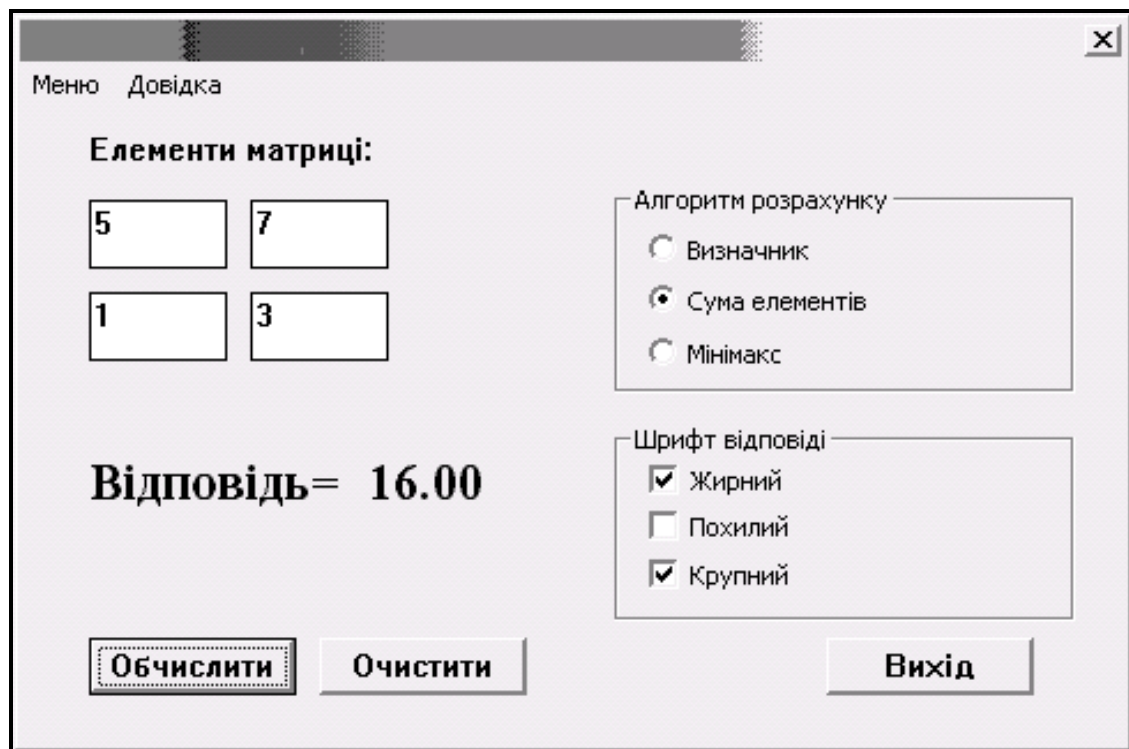 Меню Довідка
Елементи матриці:
5 7
1 3
Алгоритм розрахунку
Визначник
Сума елементів
Мінімакс
Відповідь= 16.00
Шрифт відповіді
Жирний
Похилий
Крупний
Обчислити Очистити Вихід